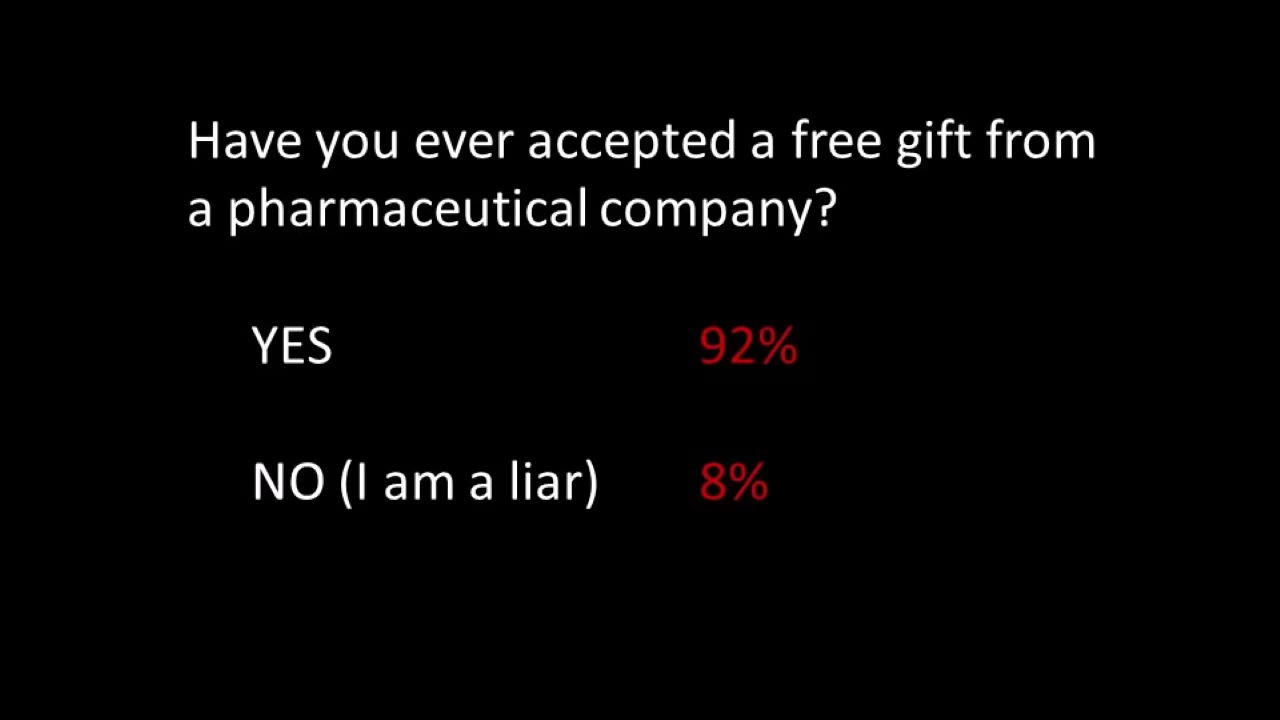 Have you ever accepted a free gift from
a pharmaceutical company?
YES 92%
NO (I am a liar) 8%